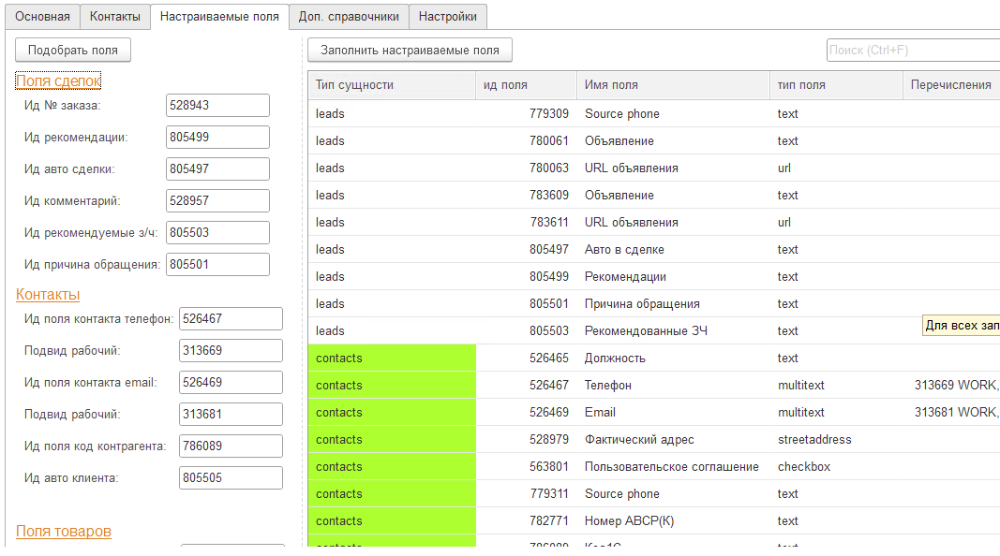 Основная Контакты Настраиваемые поля Доп. справочники Настройки
Подобрать поля
Поля сделок
Ид № заказа: 528943
Ид рекомендации: 805499
Ид авто сделки: 805497
Ид комментарий: 528957
Ид рекомендуемые з/ч: 805503
Ид причина обращения: 805501
Контакты
Ид поля контакта телефон: 526467
Подвид рабочий: 313669
Ид поля контакта email: 526469
Подвид рабочий: 313681
Ид поля код контрагента: 786089
Ид авто клиента: 805505
Поля товаров
Заполнить настраиваемые поля Поиск (Ctrl+F)
Тип сущности ид поля Имя поля тип поля Перечисления
leads 779309 Source phone text
leads 780061 Объявление text
leads 780063 URL объявления url
leads 783609 Объявление text
leads 783611 URL объявления url
leads 805497 Авто в сделке text
leads 805499 Рекомендации text
leads 805501 Причина обращения text
leads 805503 Рекомендованные ЗЧ text
Для всех зап
contacts 526465 Должность text
contacts 526467 Телефон multitext 313669 WORK,
contacts 526469 Email multitext 313681 WORK,
contacts 528979 Фактический адрес streetaddress
contacts 563801 Пользовательское соглашение checkbox
contacts 779311 Source phone text
contacts 782771 Номер АВСР(К) text